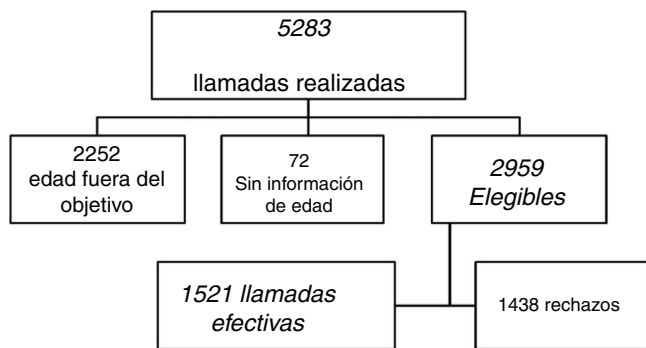 5283
llamadas realizadas
2252
edad fuera del
objetivo
72
Sin información
de edad
2959
Elegibles
1521 llamadas
efectivas
1438 rechazos